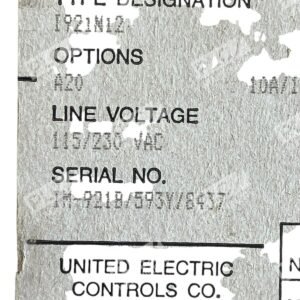 TYPE DESIGNATION
I921N12
OPTIONS
A20 10A/1
LINE VOLTAGE
115/230 VAC
SERIAL NO.
IM-921B/593Y/8437
UNITED ELECTRIC
CONTROLS CO.
N